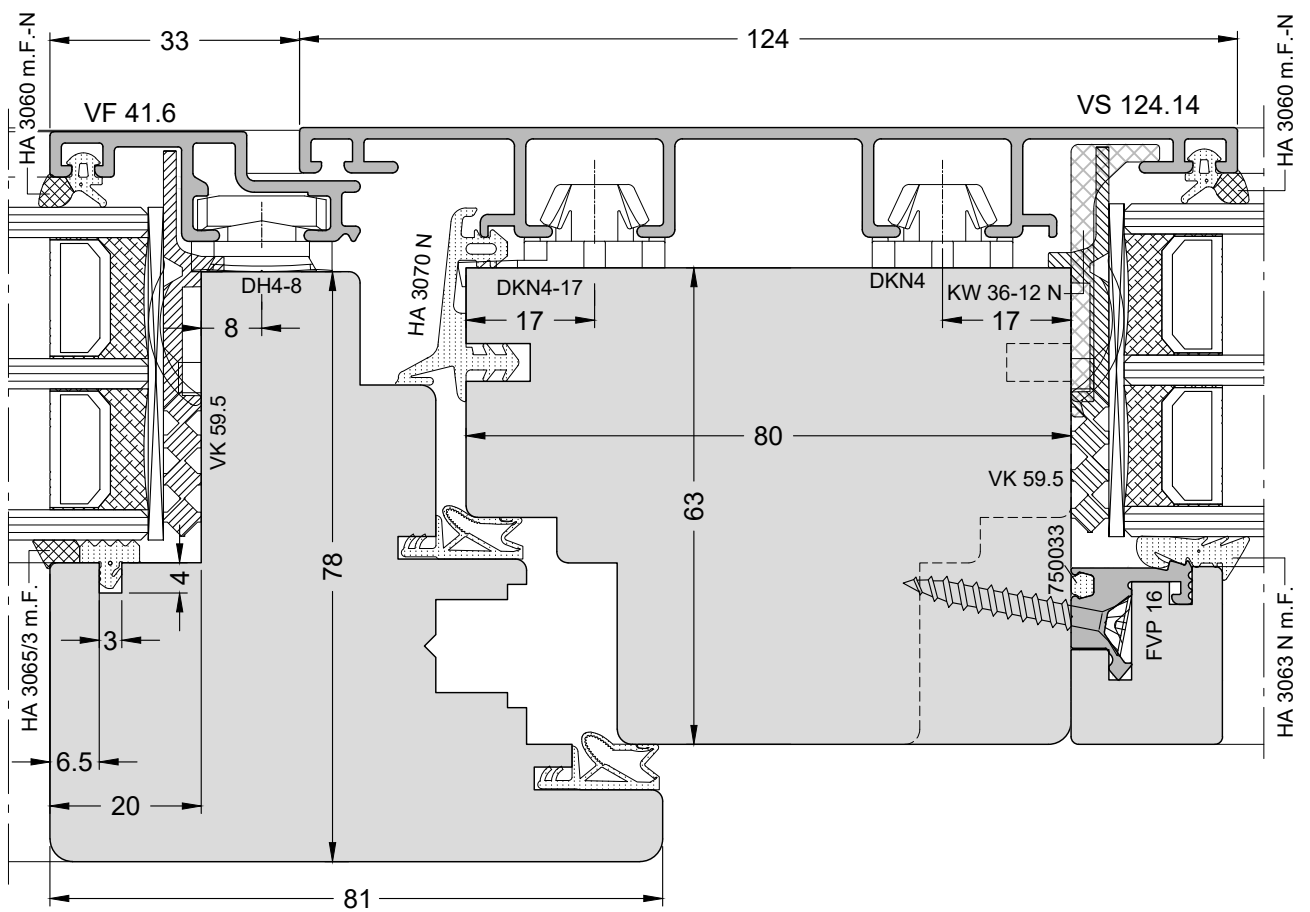 33
124
HA 3060 m.F.-N
VF 41.6
VS 124.14
HA 3060 m.F.-N
DH4-8
HA 3070 N
DKN4-17
DKN4
KW 36-12 N
8
17
17
VK 59.5
80
VK 59.5
63
78
4
3
750033
FVP 16
HA 3065/3 m.F.
HA 3063 N m.F.
6.5
20
81